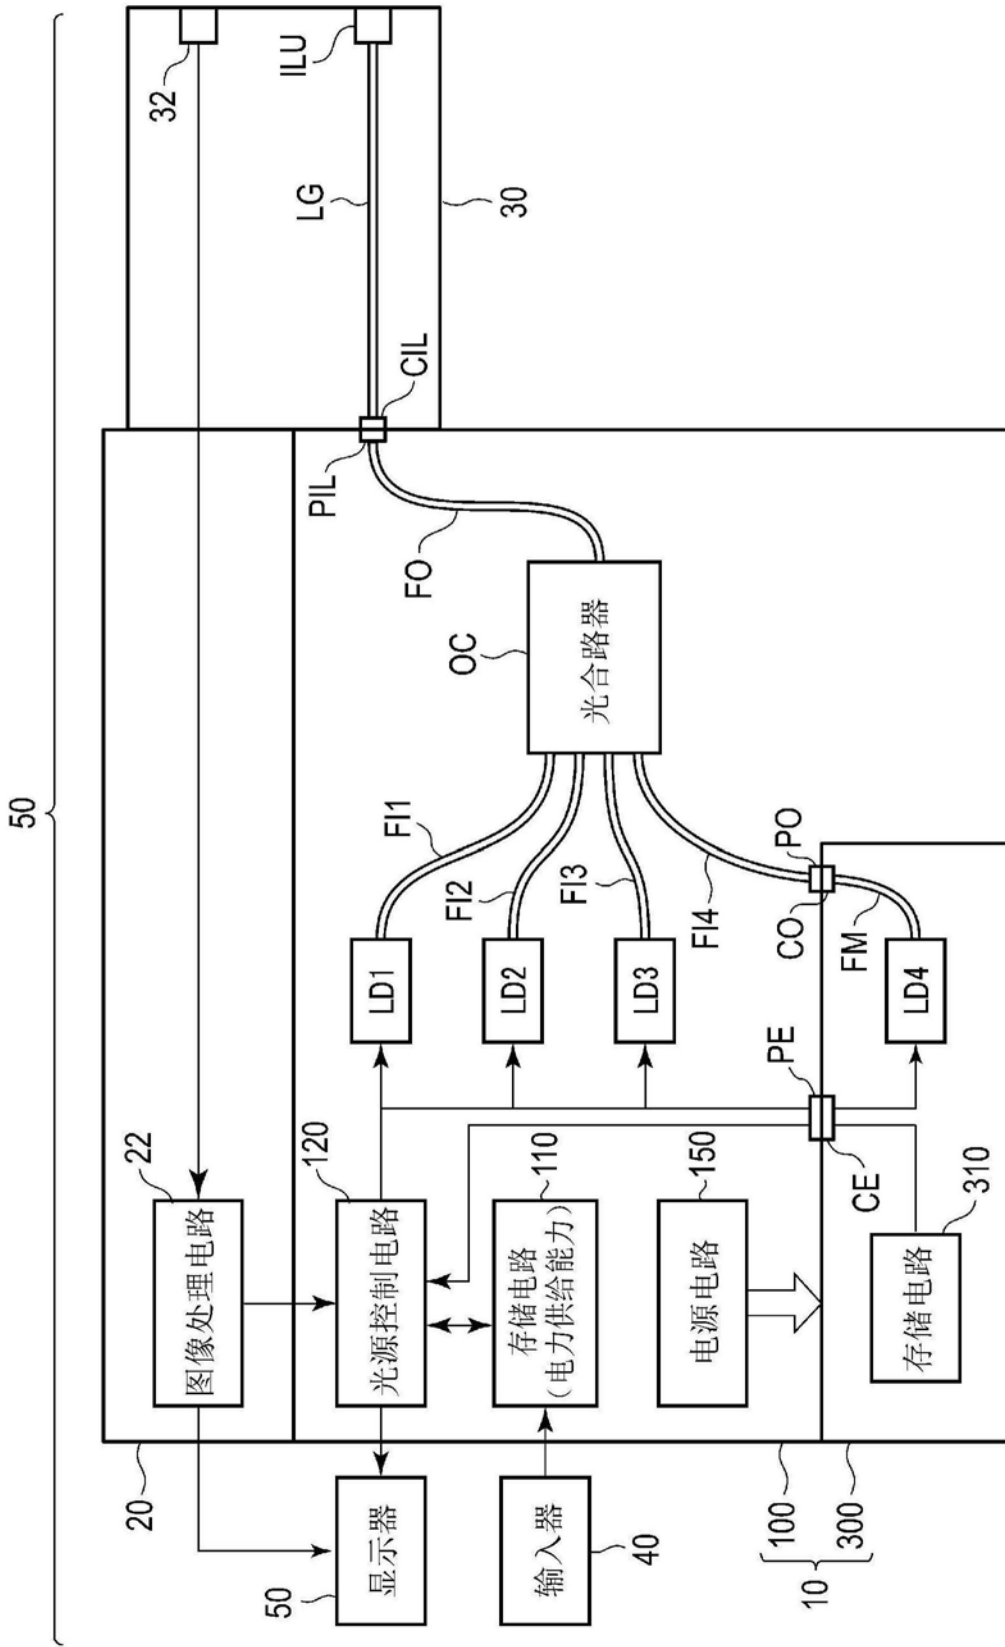 50
32
ILU
LG
30
CIL
PIL
FO
OC
光合路器
FI1
FI2
FI3
FI4
PO
CO
FM
LD1
LD2
LD3
LD4
PE
CE
22
图像处理电路
120
光源控制电路
110
存储电路
(电力供给能力)
150
电源电路
310
存储电路
20
50
显示器
输入器
40
100
300
10